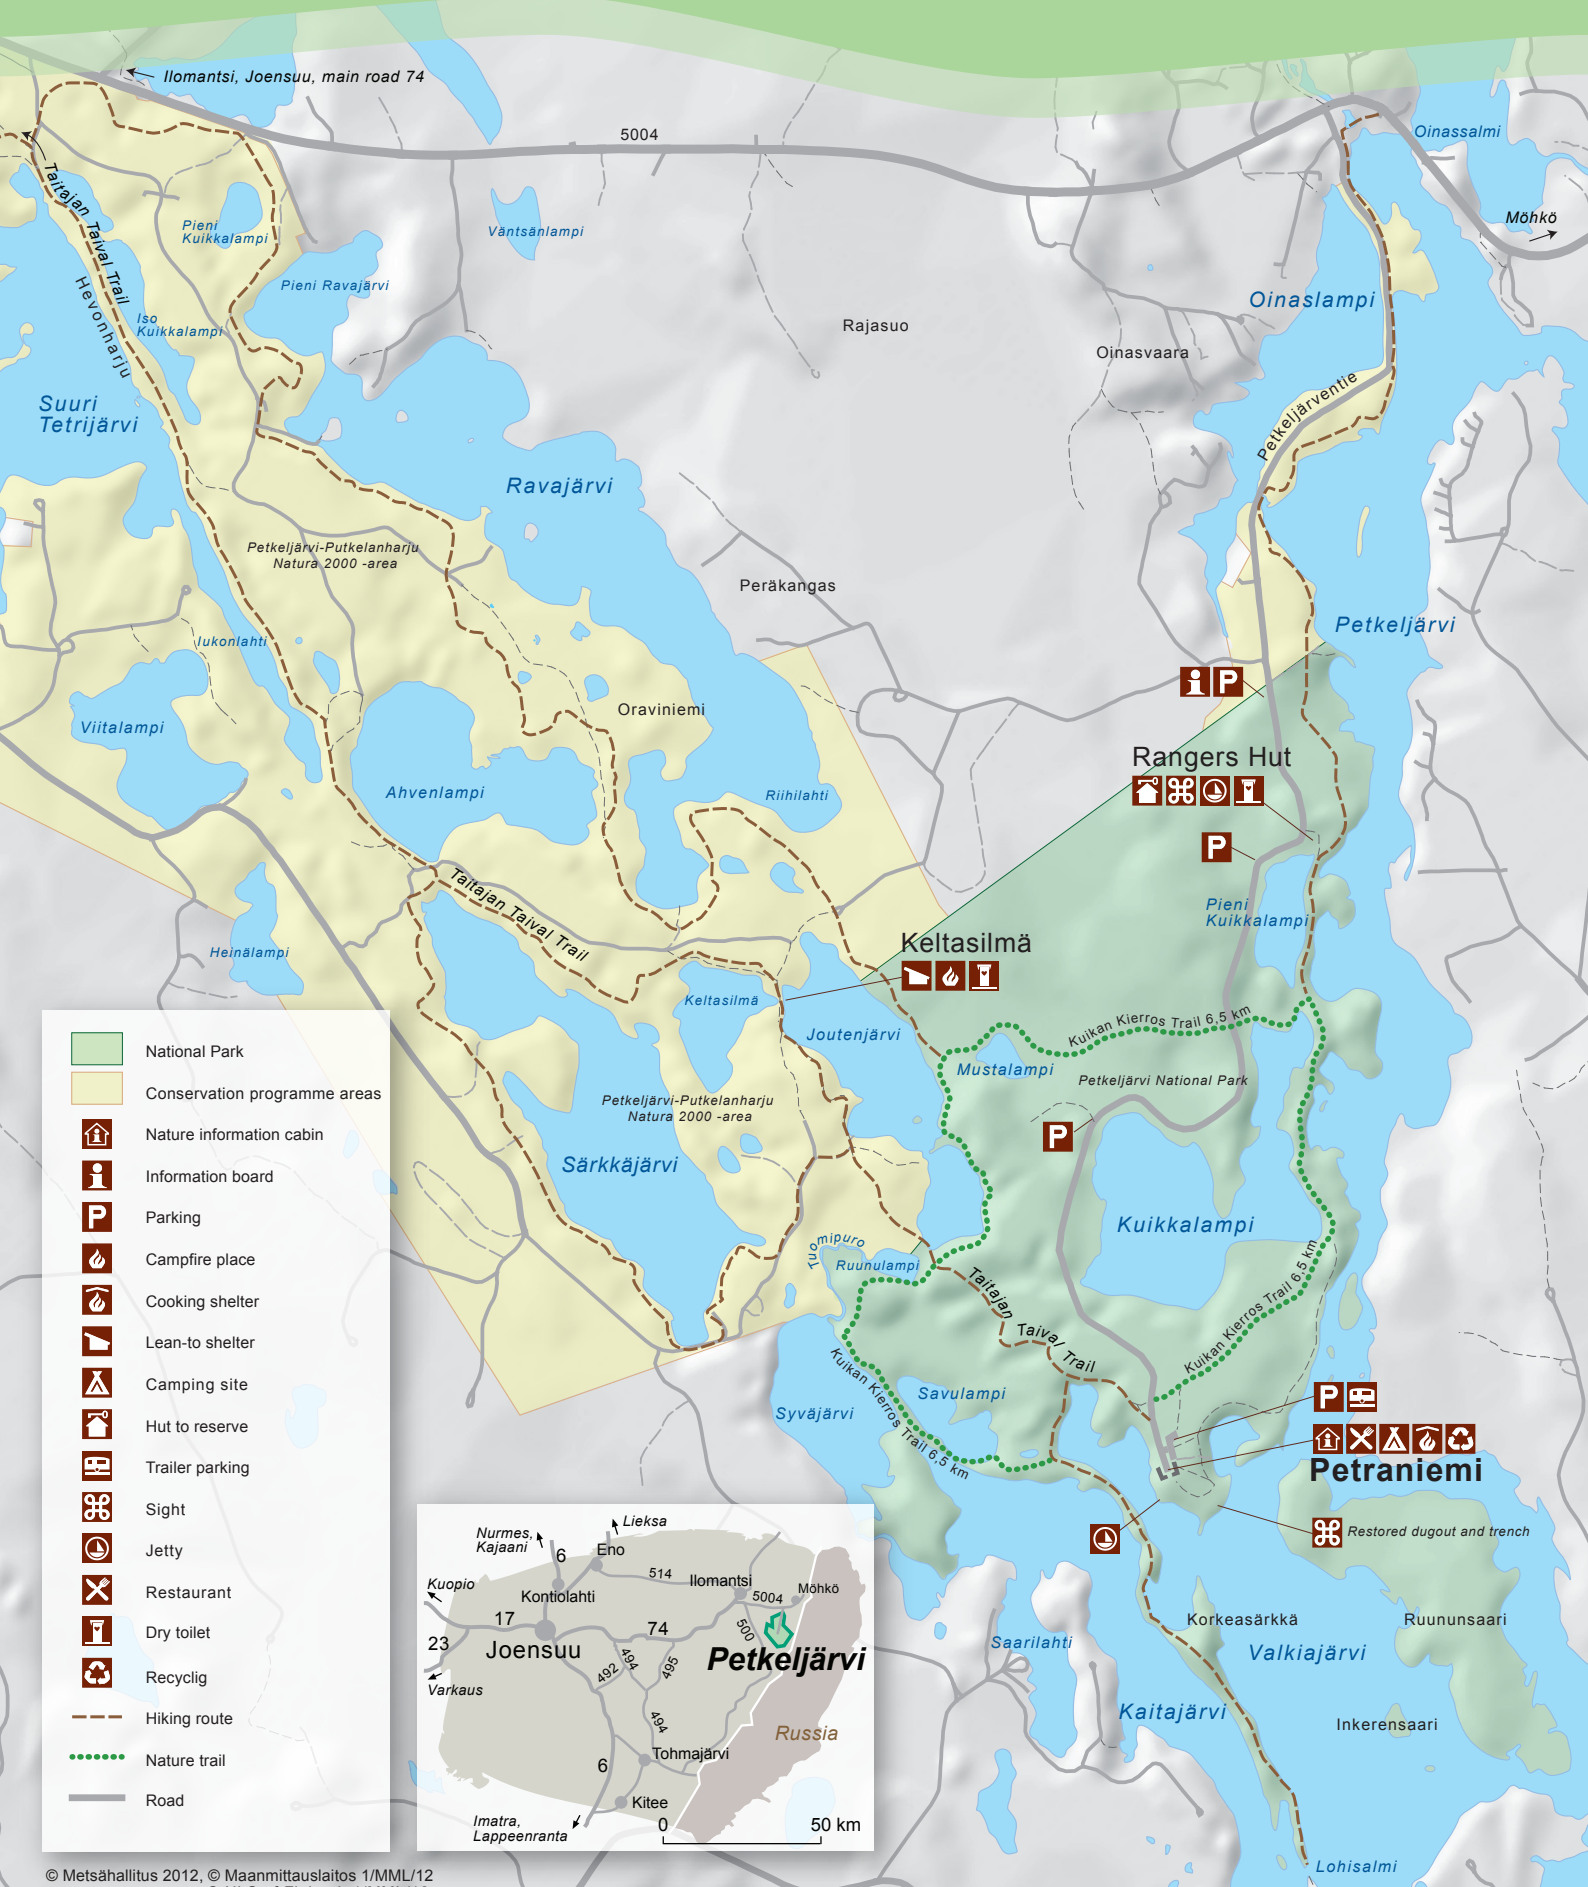 Ilomantsi, Joensuu, main road 74
5004
Oinassalmi
Möhkö
Taitajan Taival Trail
Pieni
Kuikkalampi
Väntsänlampi
Pieni Ravajärvi
Hevonharju
Iso
Kuikkalampi
Oinaslampi
Rajasuo
Oinasvaara
Suuri
Tetrijärvi
Petkeljärventie
Ravajärvi
Petkeljärvi-Putkelanharju
Natura 2000 -area
Peräkangas
Petkeljärvi
Iukonlahti
Oraviniemi
Viitalampi
P
Rangers Hut
Ahvenlampi
Riihilahti
P
Taitajan Taival Trail
Pieni
Kuikkalampi
Keltasilmä
Heinälampi
Keltasilmä
Joutenjärvi
Kuikan Kierros Trail 6,5 km
Mustalampi
Petkeljärvi National Park
Petkeljärvi-Putkelanharju
Natura 2000 -area
P
Särkkäjärvi
Kuikkalampi
Tuomipuro
Ruunulampi
Taitajan Taival Trail
Kuikan Kierros Trail 6,5 km
Kuikan Kierros Trail 6,5 km
Savulampi
Syväjärvi
P
Petraniemi
Restored dugout and trench
Korkeasärkkä
Ruununsaari
Saarilahti
Valkiajärvi
Kaitajärvi
Inkerensaari
Lohisalmi
National Park
Conservation programme areas
Nature information cabin
Information board
P
Parking
Campfire place
Cooking shelter
Lean-to shelter
Camping site
Hut to reserve
Trailer parking
Sight
Jetty
Restaurant
Dry toilet
Recyclig
Hiking route
Nature trail
Road
Nurmes,
Kajaani
Lieksa
6
Eno
514
Ilomantsi
Kuopio
Kontiolahti
5004
Möhkö
17
74
500
23
Joensuu
492
494
495
Petkeljärvi
Varkaus
494
Russia
Tohmajärvi
6
Kitee
Imatra,
Lappeenranta
0
50 km
© Metsähallitus 2012, © Maanmittauslaitos 1/MML/12